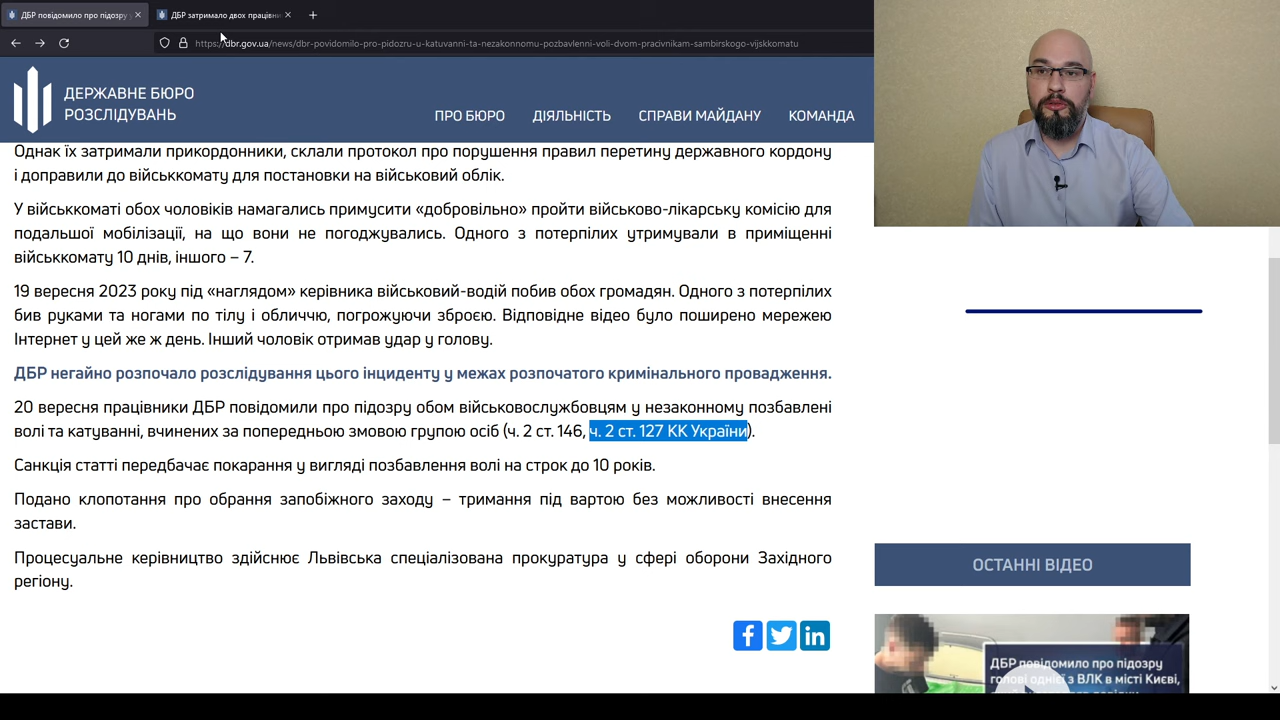 ДБР повідомило про підозру у
ДБР затримало двох працівн
https://dbr.gov.ua/news/dbr-povidomilo-pro-pidozru-u-katuvanni-ta-nezakonnomu-pozbavlenni-voli-dvom-pracivnikam-sambirskogo-vijskkomatu
ДЕРЖАВНЕ БЮРО
РОЗСЛІДУВАНЬ
ПРО БЮРО ДІЯЛЬНІСТЬ СПРАВИ МАЙДАНУ КОМАНДА
Однак їх затримали прикордонники, склали протокол про порушення правил перетину державного кордону
і доправили до військкомату для постановки на військовий облік.
У військкоматі обох чоловіків намагались примусити «добровільно» пройти військово-лікарську комісію для
подальшої мобілізації, на що вони не погоджувались. Одного з потерпілих утримували в приміщенні
військкомату 10 днів, іншого – 7.
19 вересня 2023 року під «наглядом» керівника військовий-водій побив обох громадян. Одного з потерпілих
бив руками та ногами по тілу і обличчю, погрожуючи зброєю. Відповідне відео було поширено мережею
Інтернет у цей же ж день. Інший чоловік отримав удар у голову.
ДБР негайно розпочало розслідування цього інциденту у межах розпочатого кримінального провадження.
20 вересня працівники ДБР повідомили про підозру обом військовослужбовцям у незаконному позбавлені
волі та катуванні, вчинених за попередньою змовою групою осіб (ч. 2 ст. 146, ч. 2 ст. 127 КК України).
Санкція статті передбачає покарання у вигляді позбавлення волі на строк до 10 років.
Подано клопотання про обрання запобіжного заходу – тримання під вартою без можливості внесення
застави.
Процесуальне керівництво здійснює Львівська спеціалізована прокуратура у сфері оборони Західного
регіону.
ОСТАННІ ВІДЕО
ДБР повідомило про підозру
голові однієї з ВЛК в місті Києві,